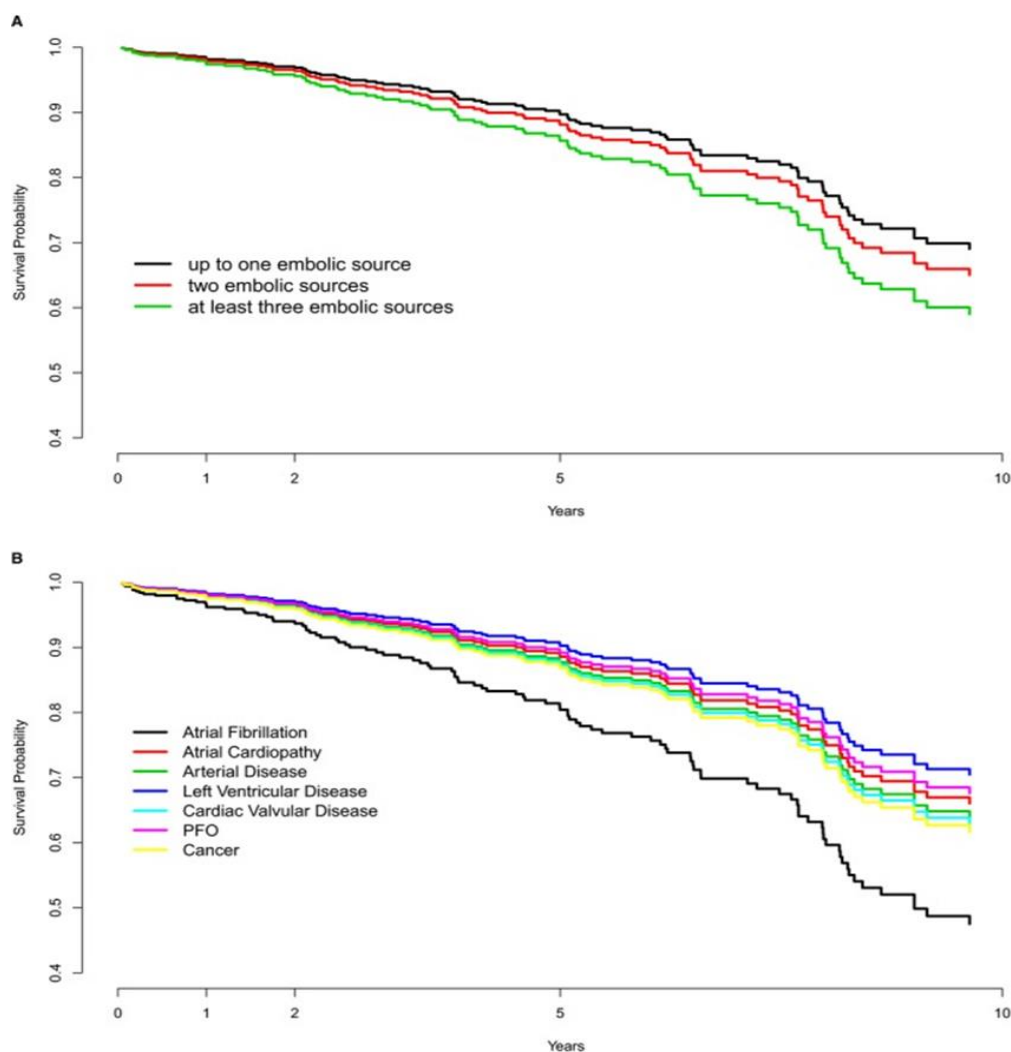 A
1.0
0.9
0.8
0.7
0.6
0.5
0.4
Survival Probability
up to one embolic source
two embolic sources
at least three embolic sources
0 1 2 5 10
Years
B
1.0
0.9
0.8
0.7
0.6
0.5
0.4
Survival Probability
Atrial Fibrillation
Atrial Cardiopathy
Arterial Disease
Left Ventricular Disease
Cardiac Valvular Disease
PFO
Cancer
0 1 2 5 10
Years